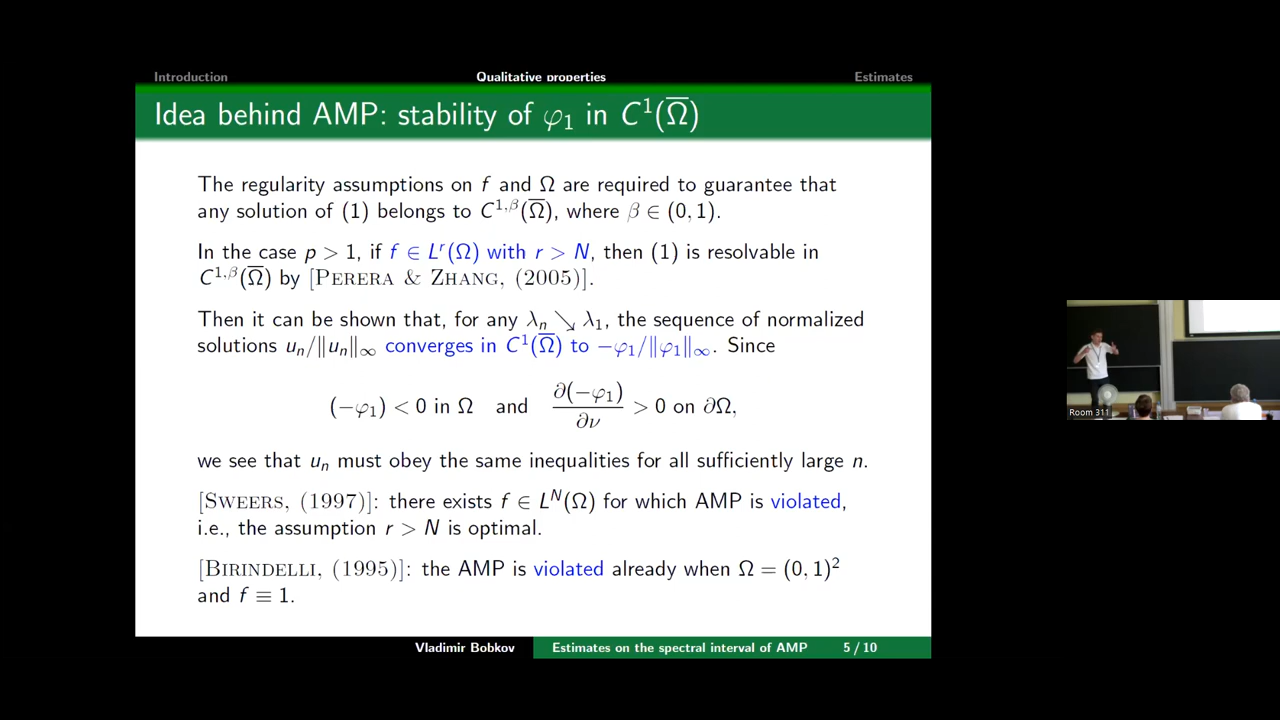 Introduction Qualitative properties Estimates
Idea behind AMP: stability of φ₁ in C¹(Ω̅)
The regularity assumptions on f and Ω are required to guarantee that
any solution of (1) belongs to C^{1,β}(Ω̅), where β ∈ (0, 1).
In the case p > 1, if f ∈ L^r(Ω) with r > N, then (1) is resolvable in
C^{1,β}(Ω̅) by [Perera & Zhang, (2005)].
Then it can be shown that, for any λₙ ↘ λ₁, the sequence of normalized
solutions uₙ/‖uₙ‖∞ converges in C¹(Ω̅) to −φ₁/‖φ₁‖∞. Since
(−φ₁) < 0 in Ω and ∂(−φ₁)/∂ν > 0 on ∂Ω,
we see that uₙ must obey the same inequalities for all sufficiently large n.
[Sweers, (1997)]: there exists f ∈ L^N(Ω) for which AMP is violated,
i.e., the assumption r > N is optimal.
[Birindelli, (1995)]: the AMP is violated already when Ω = (0, 1)²
and f ≡ 1.
Vladimir Bobkov Estimates on the spectral interval of AMP 5 / 10
Room 311